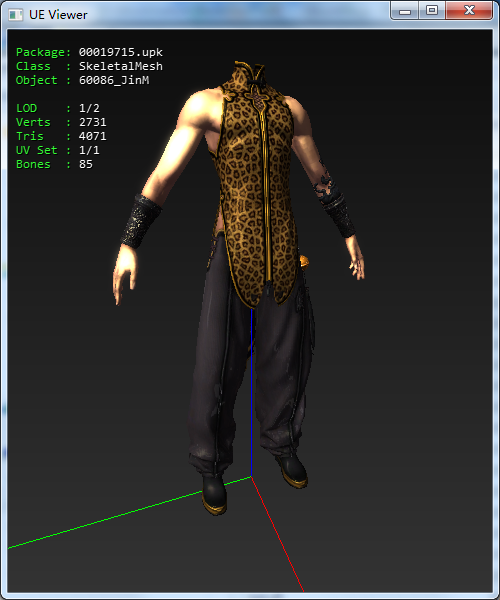 UE Viewer
Package: 00019715.upk
Class : SkeletalMesh
Object : 60086_JinM
LOD : 1/2
Verts : 2731
Tris : 4071
UV Set : 1/1
Bones : 85